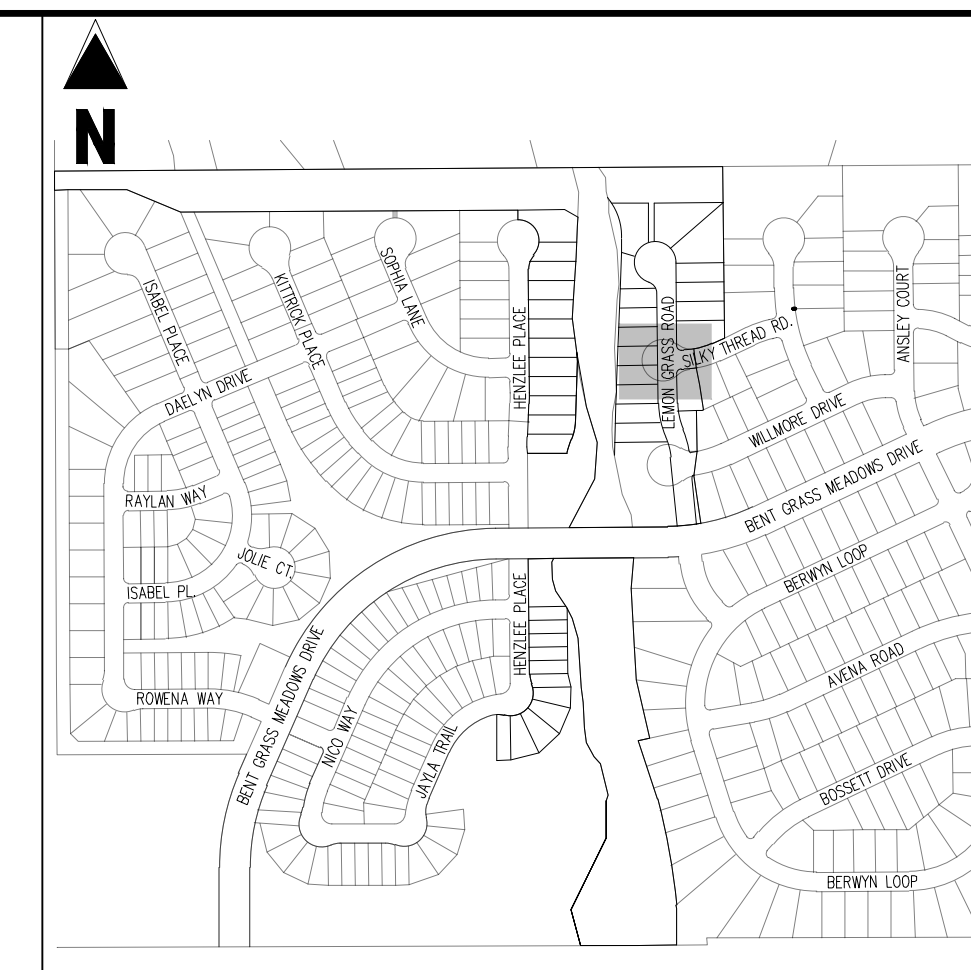 N
ISABEL PLACE
KITTRICK PLACE
SOPHIA LANE
HENZLEE PLACE
LEMON GRASS ROAD
SILKY THREAD RD.
ANSLEY COURT
DAELYN DRIVE
WILLMORE DRIVE
BENT GRASS MEADOWS DRIVE
RAYLAN WAY
JOLIE CT.
ISABEL PL.
BERWYN LOOP
HENZLEE PLACE
AVENA ROAD
ROWENA WAY
BENT GRASS MEADOWS DRIVE
NICO WAY
JAYLA TRAIL
BOSSETT DRIVE
BERWYN LOOP